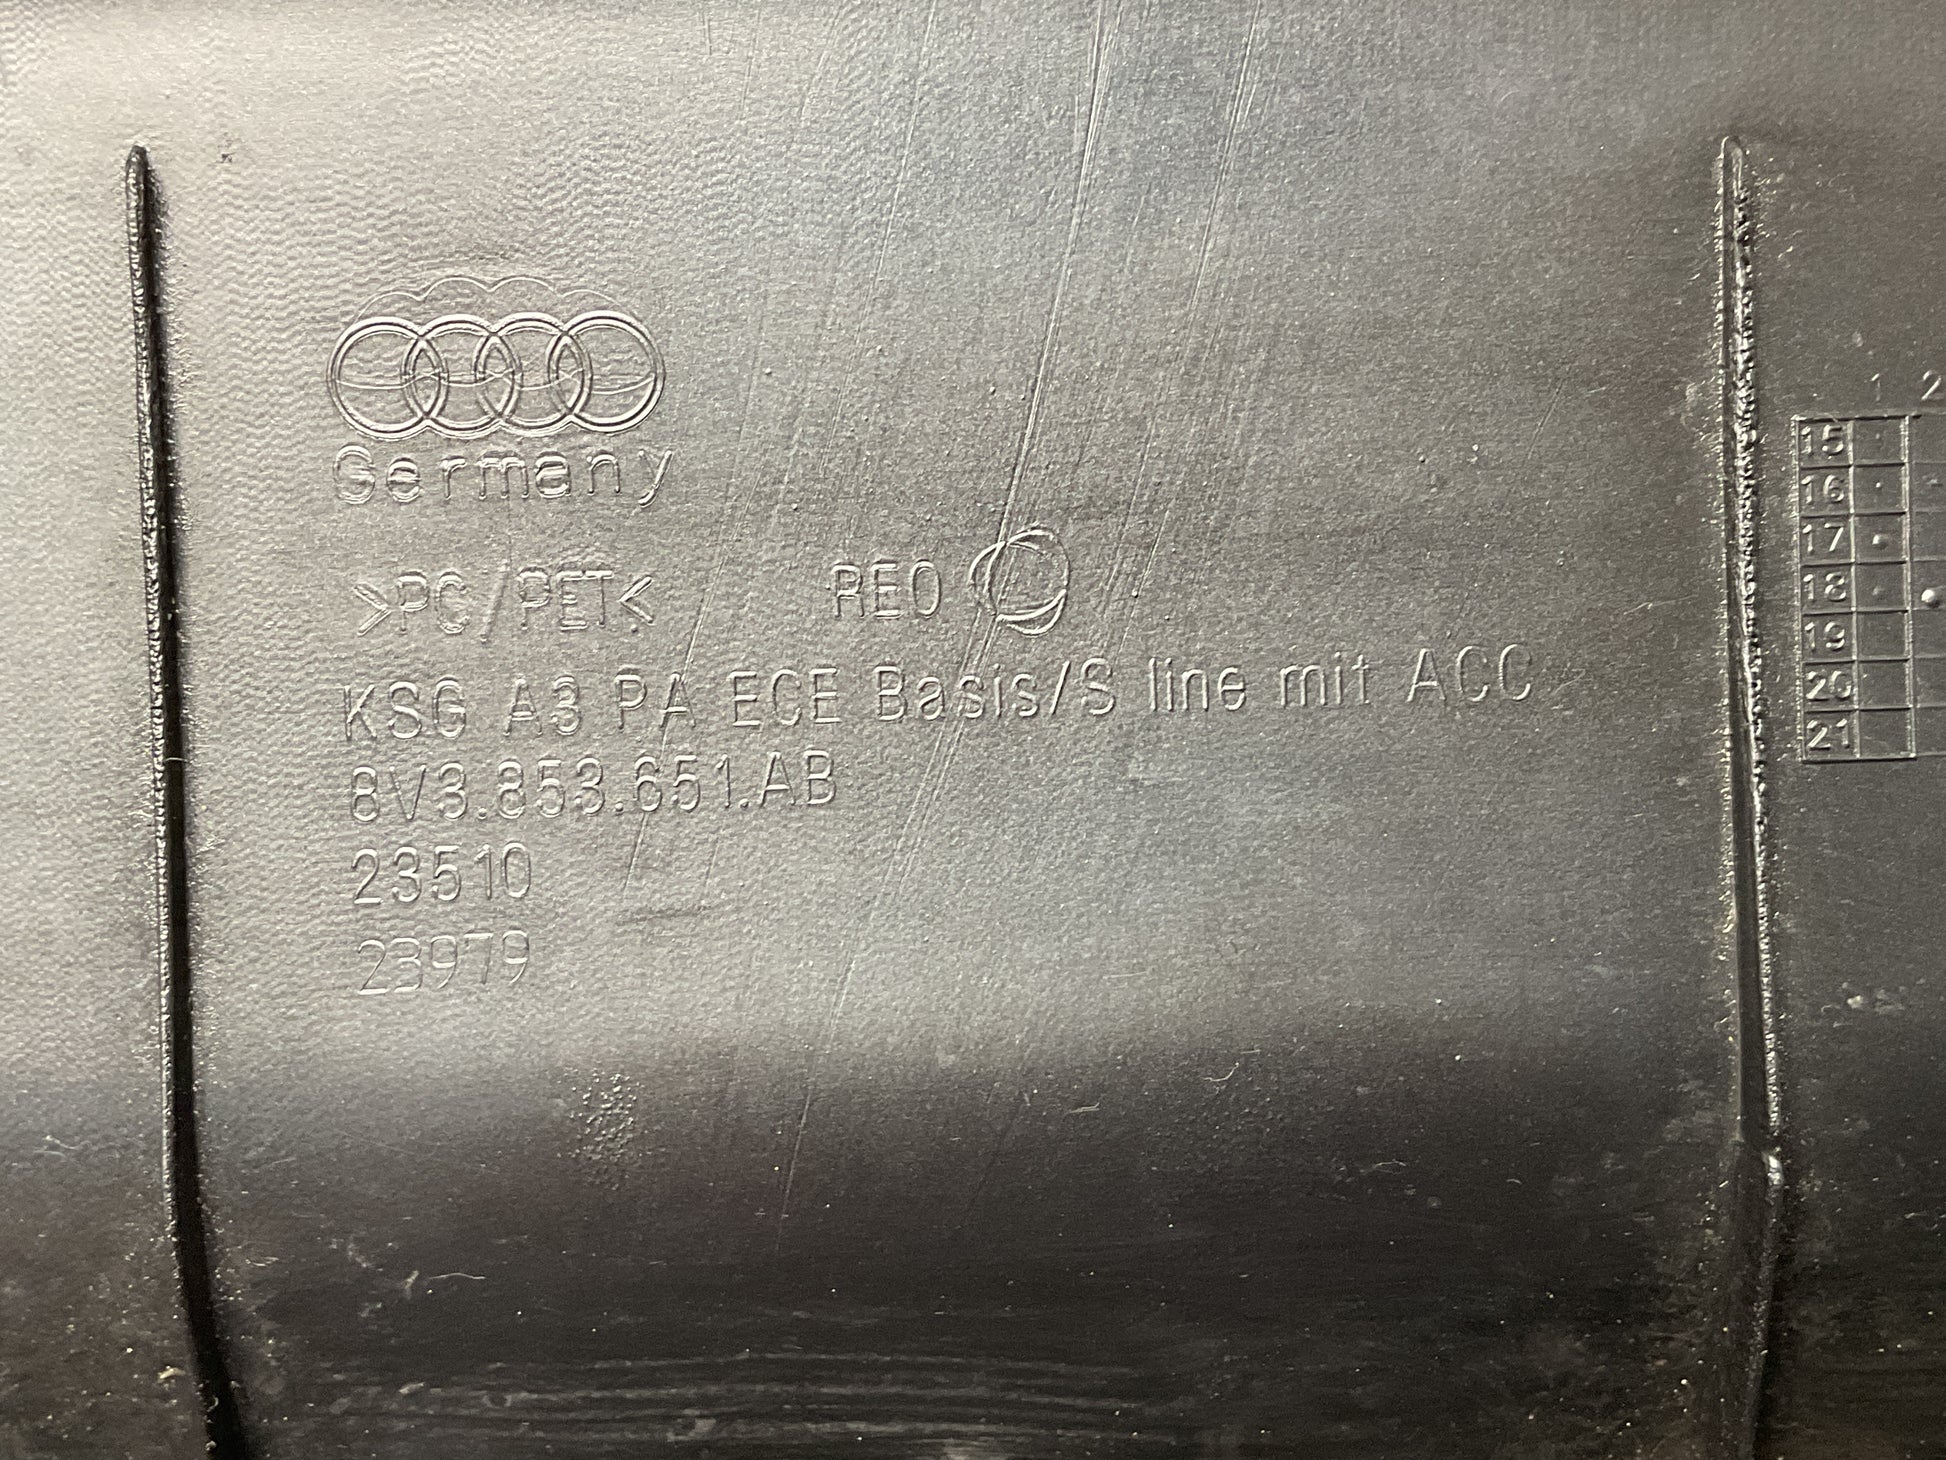 Germany
>PC/PET< REO
KSG A3 PA ECE Basis/S line mit ACC
8V3.853.651.AB
23510
23979
1 2
15
16
17
18
19
20
21